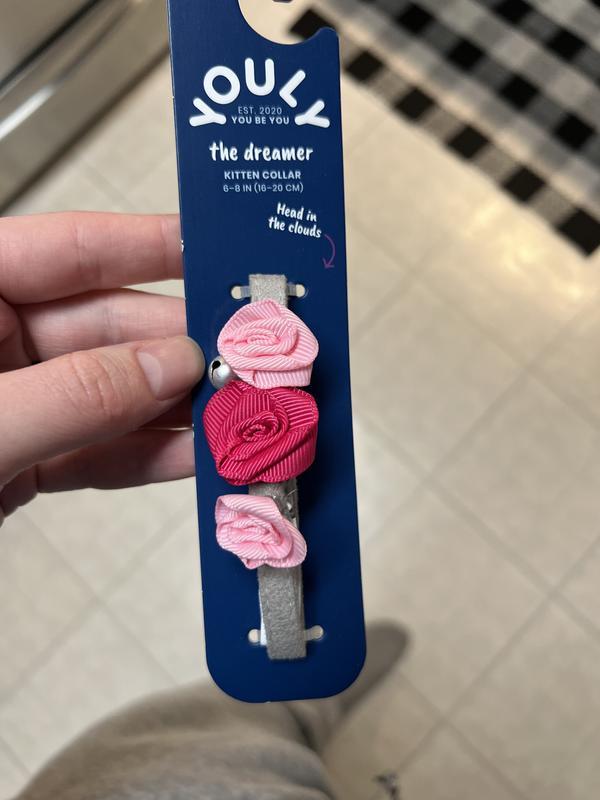 YOULY
EST. 2020
YOU BE YOU
the dreamer
KITTEN COLLAR
6-8 IN (16-20 CM)
Head in
the clouds